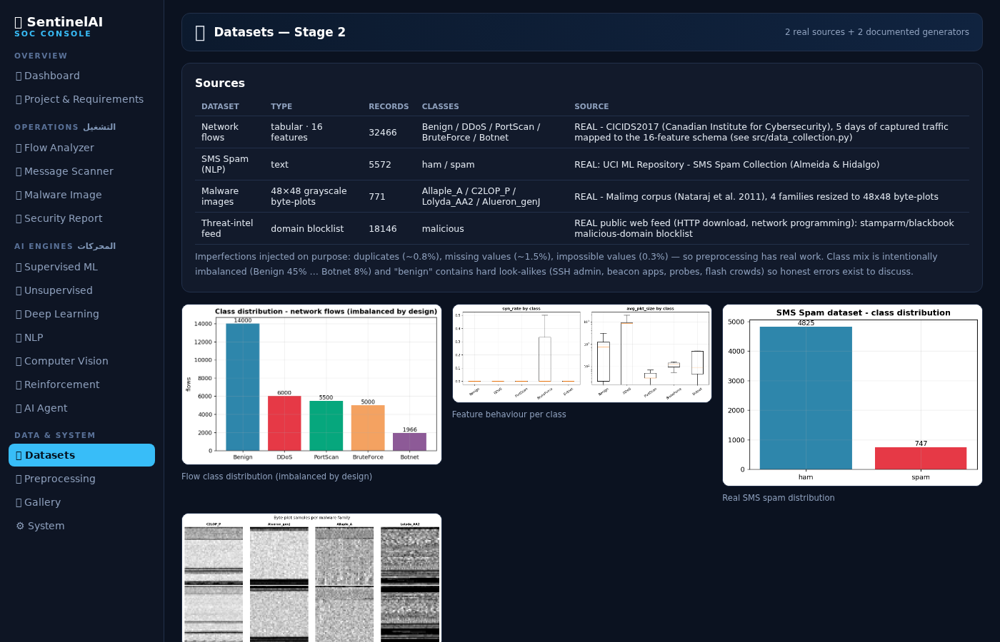 SentinelAI
SOC CONSOLE
OVERVIEW
Dashboard
Project & Requirements
OPERATIONS التشغيل
Flow Analyzer
Message Scanner
Malware Image
Security Report
AI ENGINES المحركات
Supervised ML
Unsupervised
Deep Learning
NLP
Computer Vision
Reinforcement
AI Agent
DATA & SYSTEM
Datasets
Preprocessing
Gallery
⚙ System
Datasets — Stage 2
2 real sources + 2 documented generators
Sources
DATASET TYPE RECORDS CLASSES SOURCE
Network flows tabular · 16 features 32466 Benign / DDoS / PortScan / BruteForce / Botnet REAL - CICIDS2017 (Canadian Institute for Cybersecurity), 5 days of captured traffic mapped to the 16-feature schema (see src/data_collection.py)
SMS Spam (NLP) text 5572 ham / spam REAL: UCI ML Repository - SMS Spam Collection (Almeida & Hidalgo)
Malware images 48×48 grayscale byte-plots 771 Allaple_A / C2LOP_P / Lolyda_AA2 / Alueron_genJ REAL - Malimg corpus (Nataraj et al. 2011), 4 families resized to 48x48 byte-plots
Threat-intel feed domain blocklist 18146 malicious REAL public web feed (HTTP download, network programming): stamparm/blackbook malicious-domain blocklist
Imperfections injected on purpose: duplicates (~0.8%), missing values (~1.5%), impossible values (0.3%) — so preprocessing has real work. Class mix is intentionally
imbalanced (Benign 45% … Botnet 8%) and "benign" contains hard look-alikes (SSH admin, beacon apps, probes, flash crowds) so honest errors exist to discuss.
Class distribution - network flows (imbalanced by design)
flows
14000
12000
10000
8000
6000
4000
2000
0
14000
6000
5500
5000
1966
Benign DDoS PortScan BruteForce Botnet
Flow class distribution (imbalanced by design)
syn_rate by class
0.5
0.4
0.3
0.2
0.1
0.0
Benign DDoS PortScan BruteForce Botnet
avg_pkt_size by class
Benign DDoS PortScan BruteForce Botnet
Feature behaviour per class
SMS Spam dataset - class distribution
5000
4000
3000
2000
1000
0
4825
747
ham spam
Real SMS spam distribution
Byte plot samples per malware family
C2LOP_P Alueron_genJ Allaple_A Lolyda_AA2